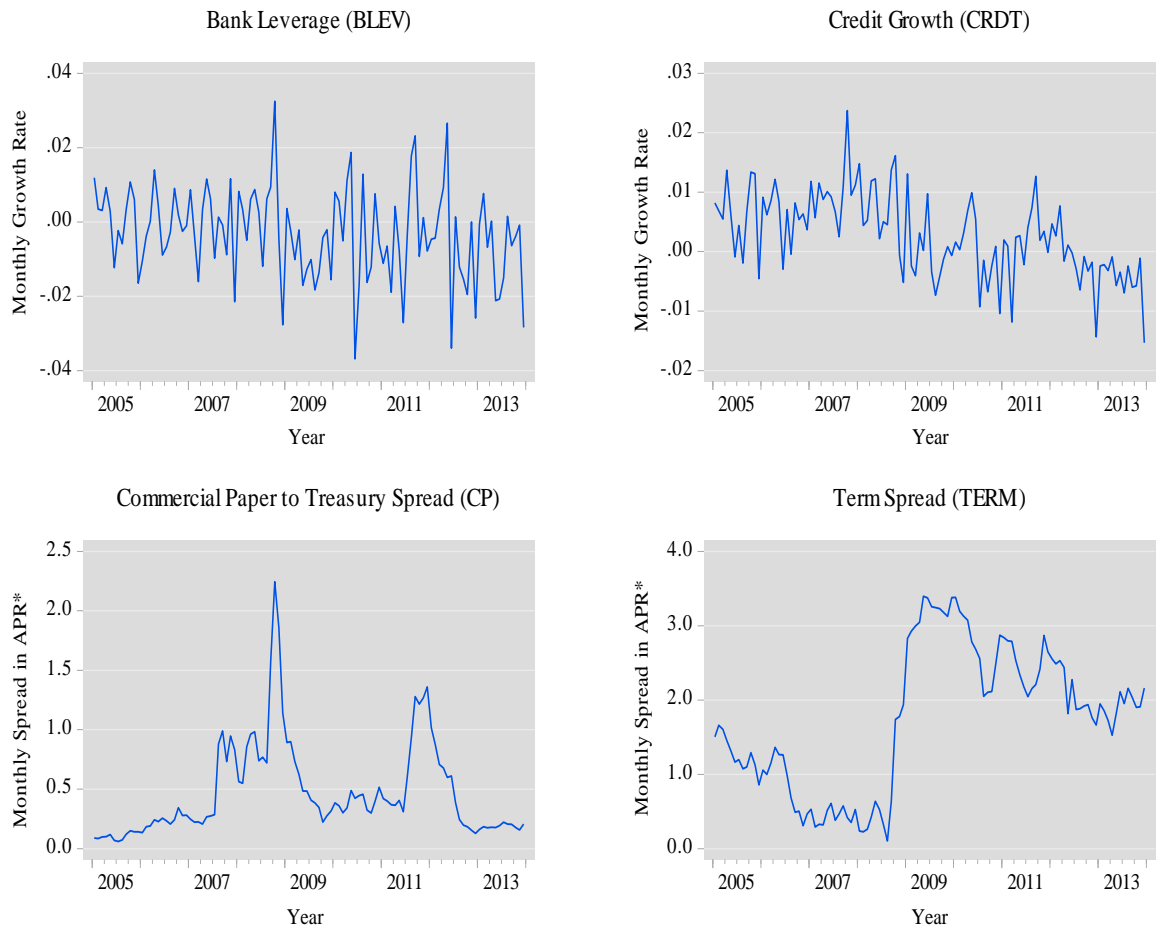 Bank Leverage (BLEV)
Monthly Growth Rate
.04
.02
.00
-.02
-.04
2005 2007 2009 2011 2013
Year
Credit Growth (CRDT)
Monthly Growth Rate
.03
.02
.01
.00
-.01
-.02
2005 2007 2009 2011 2013
Year
Commercial Paper to Treasury Spread (CP)
Monthly Spread in APR*
2.5
2.0
1.5
1.0
0.5
0.0
2005 2007 2009 2011 2013
Year
Term Spread (TERM)
Monthly Spread in APR*
4.0
3.0
2.0
1.0
0.0
2005 2007 2009 2011 2013
Year